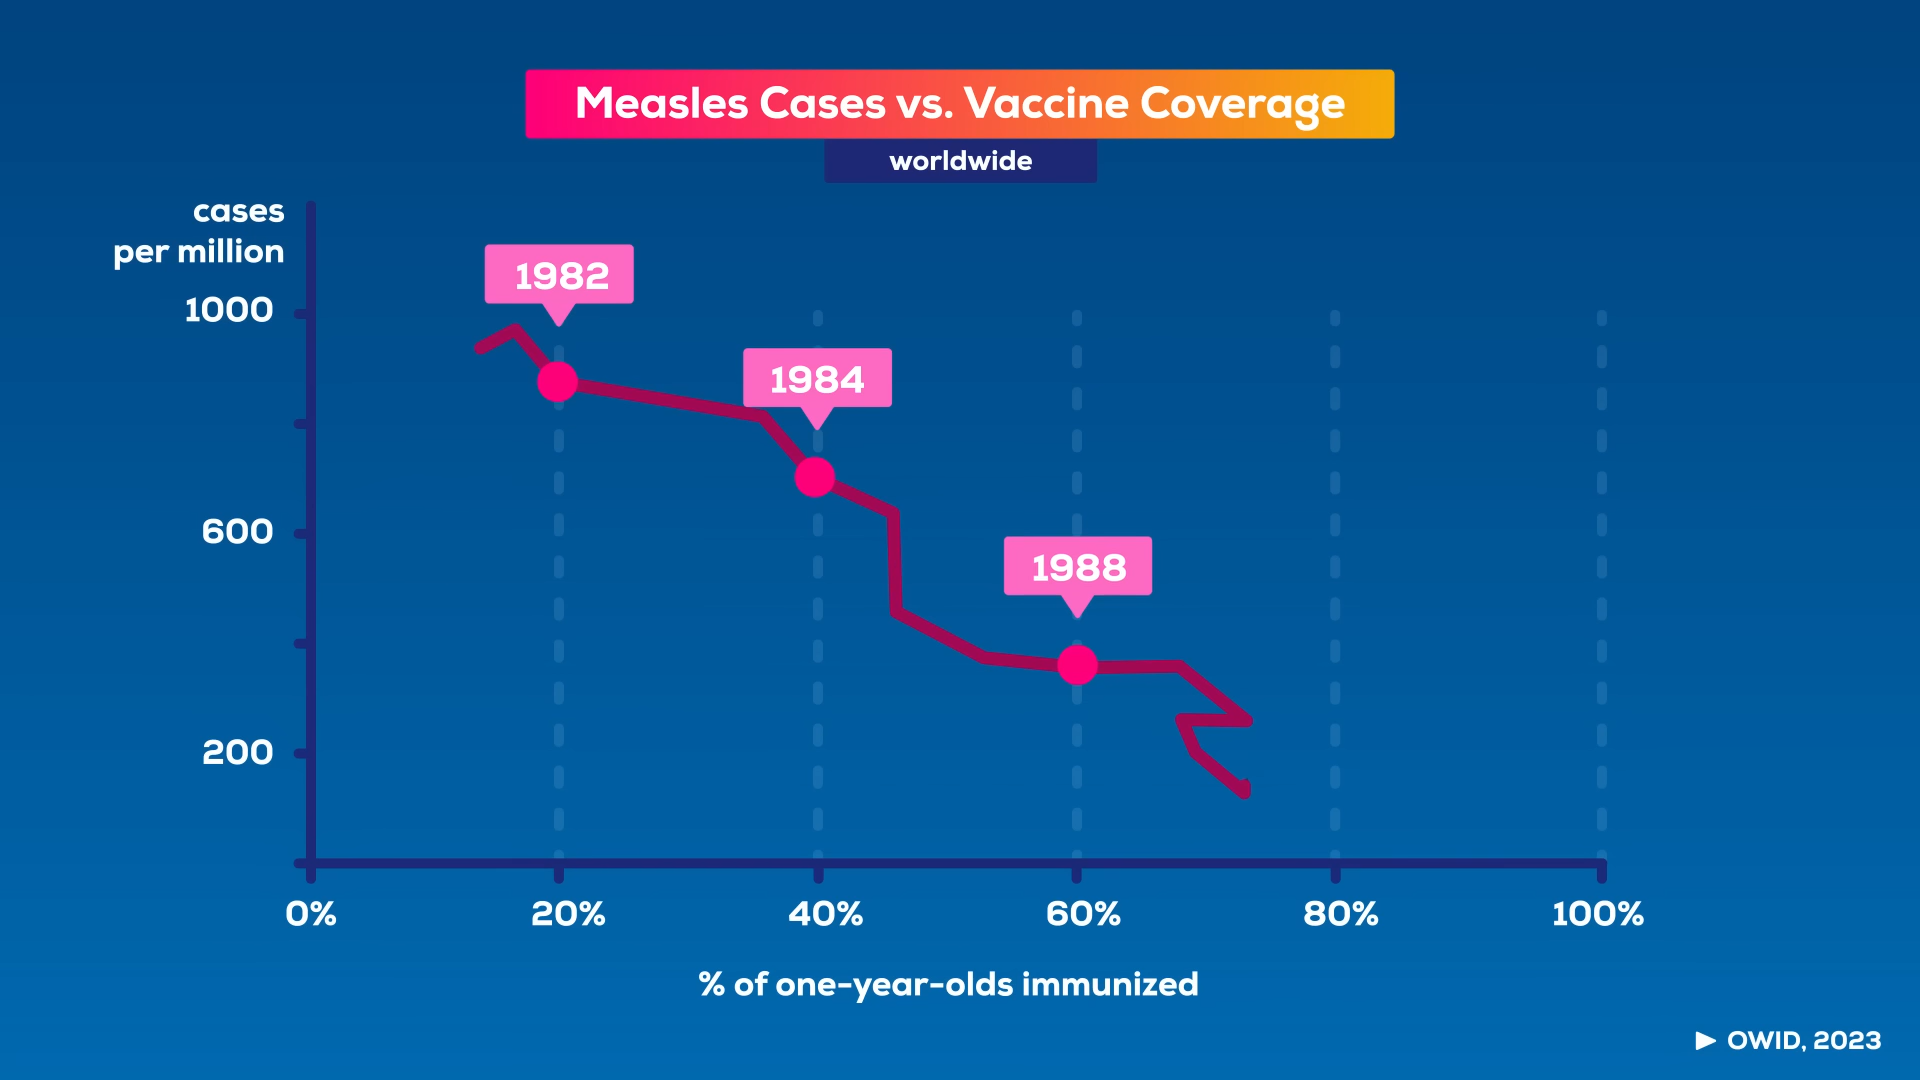 Measles Cases vs. Vaccine Coverage
worldwide
cases
per million
1000
600
200
1982
1984
1988
0% 20% 40% 60% 80% 100%
% of one-year-olds immunized
► OWID, 2023